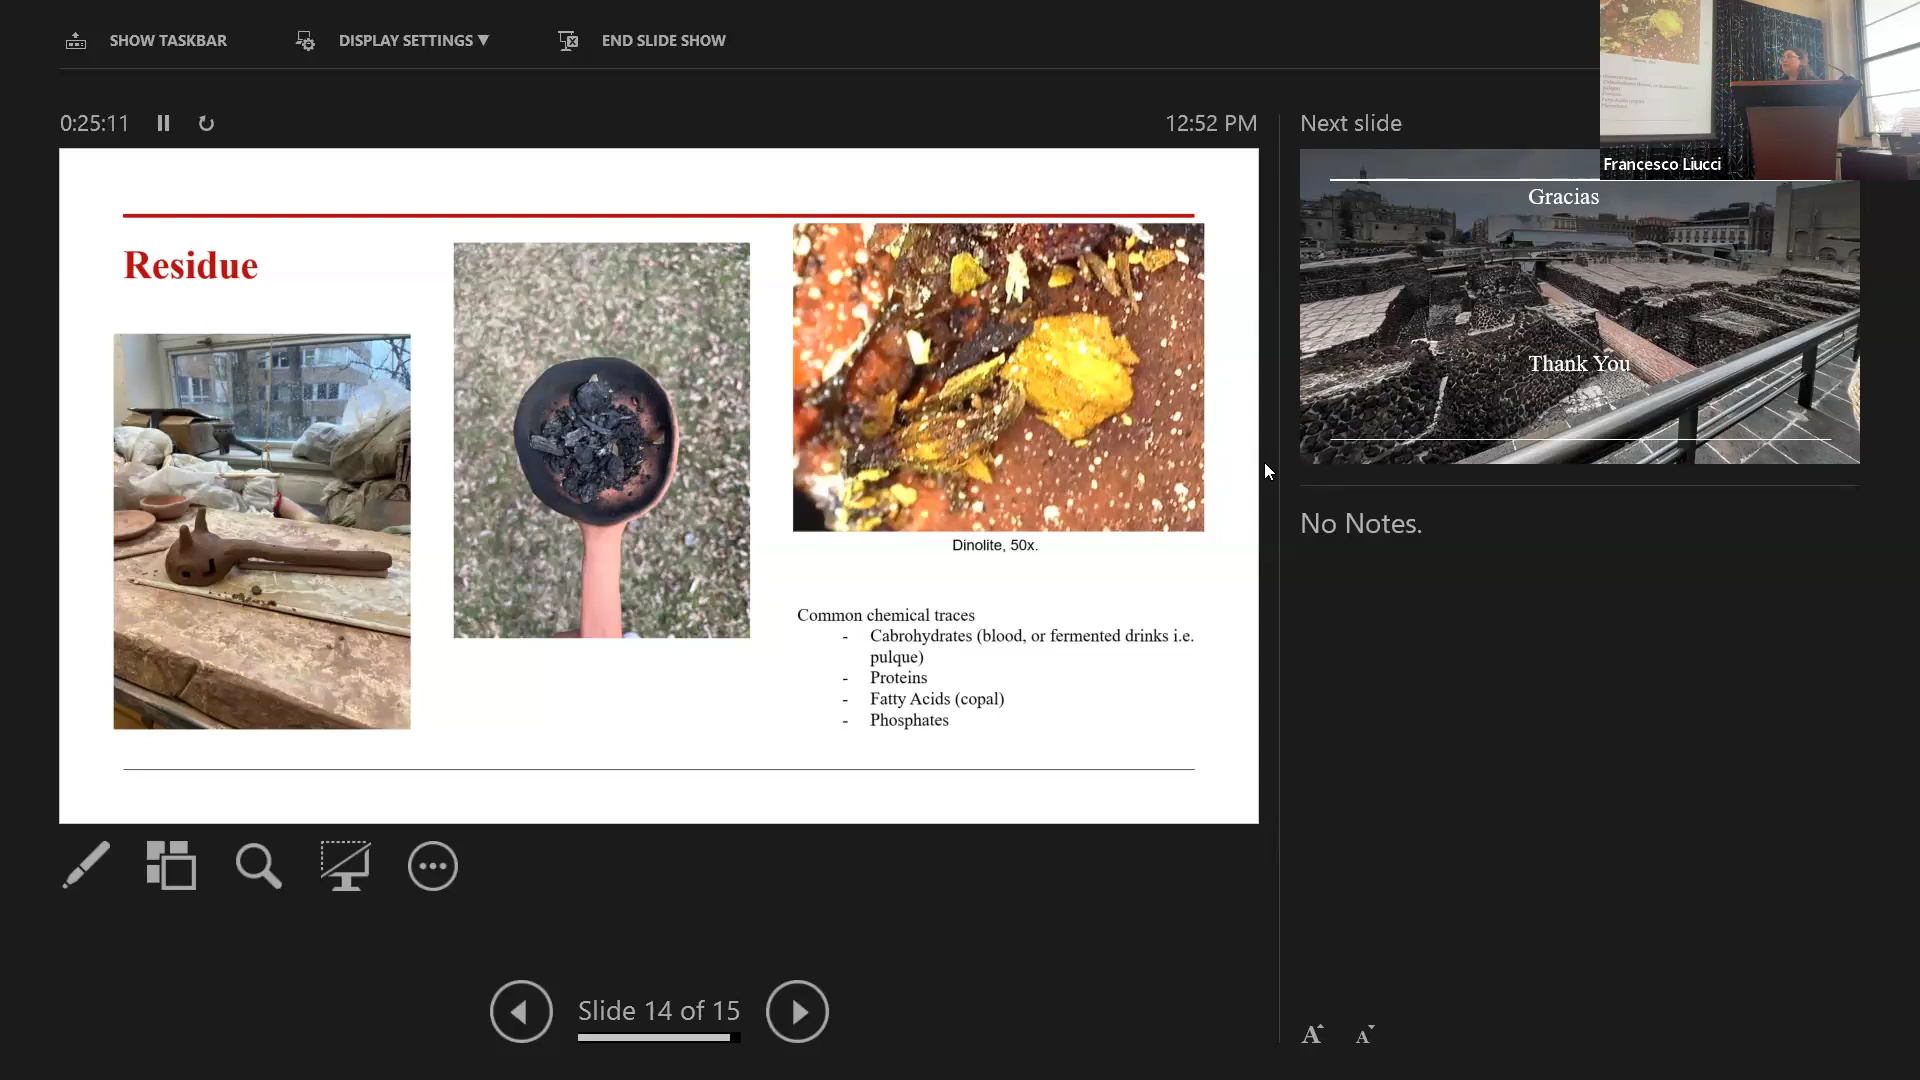 SHOW TASKBAR
DISPLAY SETTINGS ▼
END SLIDE SHOW
0:25:11
12:52 PM
Next slide
Francesco Liucci
Residue
Dinolite, 50x.
Common chemical traces
- Cabrohydrates (blood, or fermented drinks i.e.
pulque)
- Proteins
- Fatty Acids (copal)
- Phosphates
Gracias
Thank You
No Notes.
Slide 14 of 15
A A